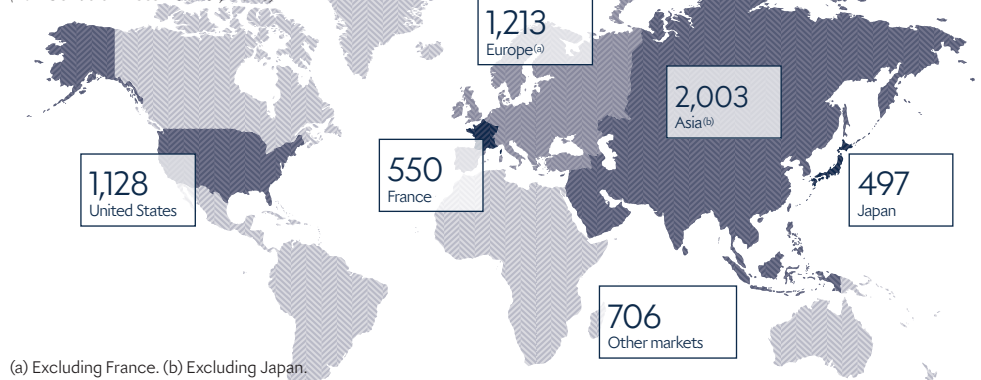 1,213
Europe(a)
2,003
Asia(b)
550
France
1,128
United States
497
Japan
706
Other markets
(a) Excluding France. (b) Excluding Japan.